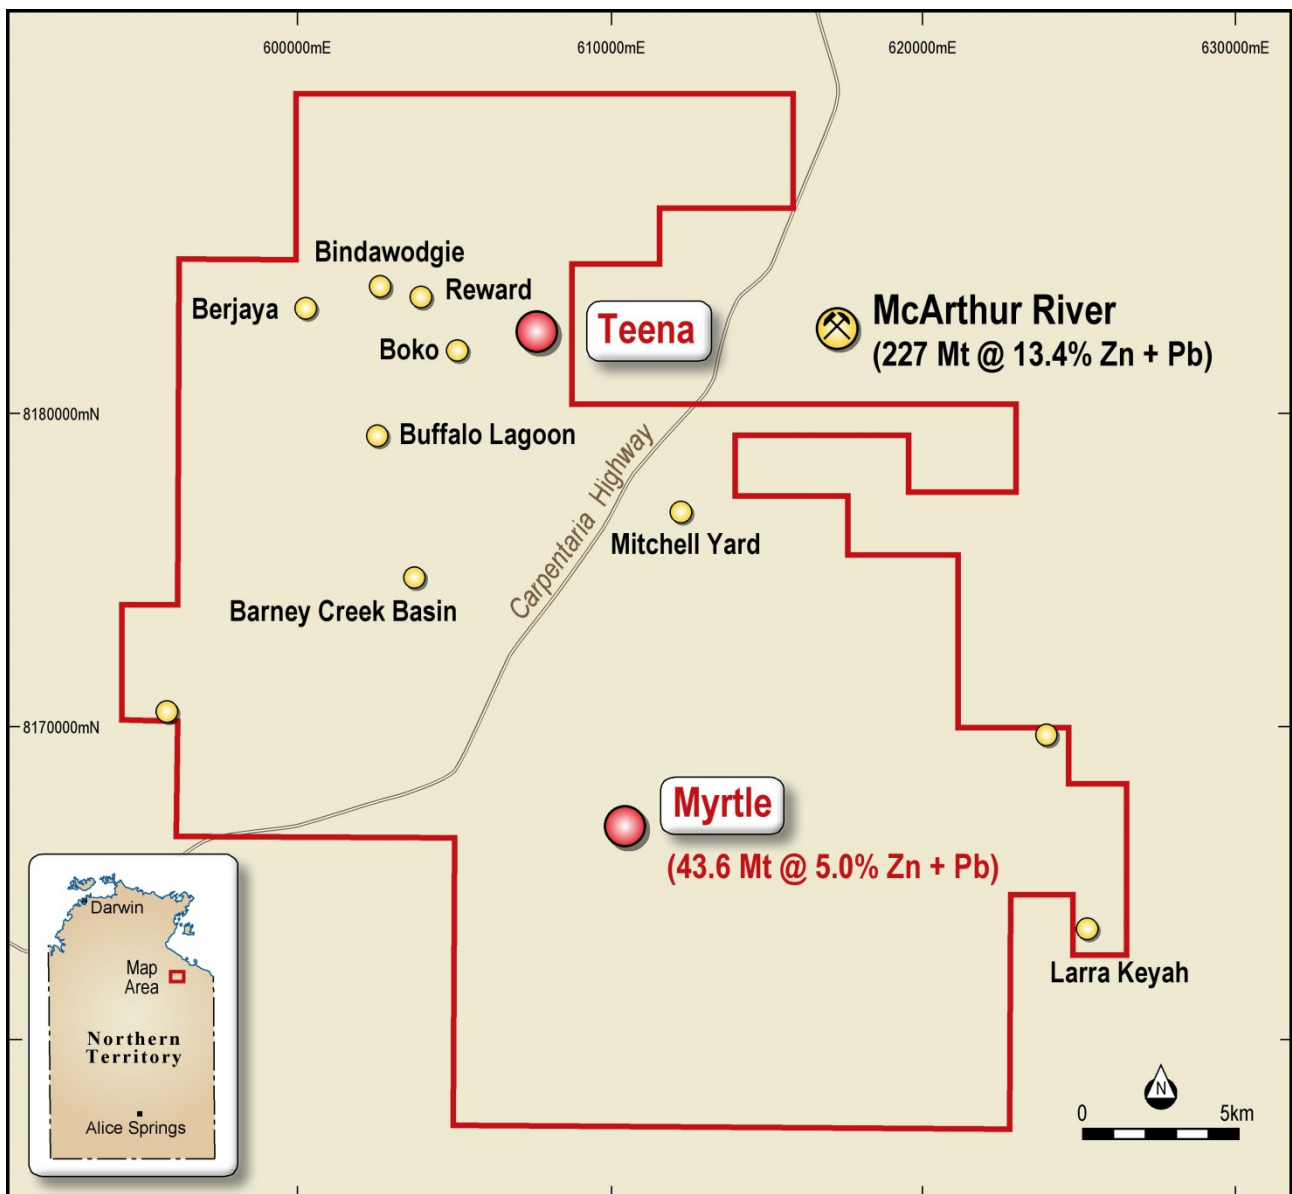 600000mE
610000mE
620000mE
630000mE
Bindawodgie
Reward
Berjaya
Boko
Teena
McArthur River
(227 Mt @ 13.4% Zn + Pb)
8180000mN
Buffalo Lagoon
Carpentaria Highway
Mitchell Yard
Barney Creek Basin
8170000mN
Myrtle
(43.6 Mt @ 5.0% Zn + Pb)
Larra Keyah
Darwin
Map
Area
Northern
Territory
Alice Springs
N
0
5km